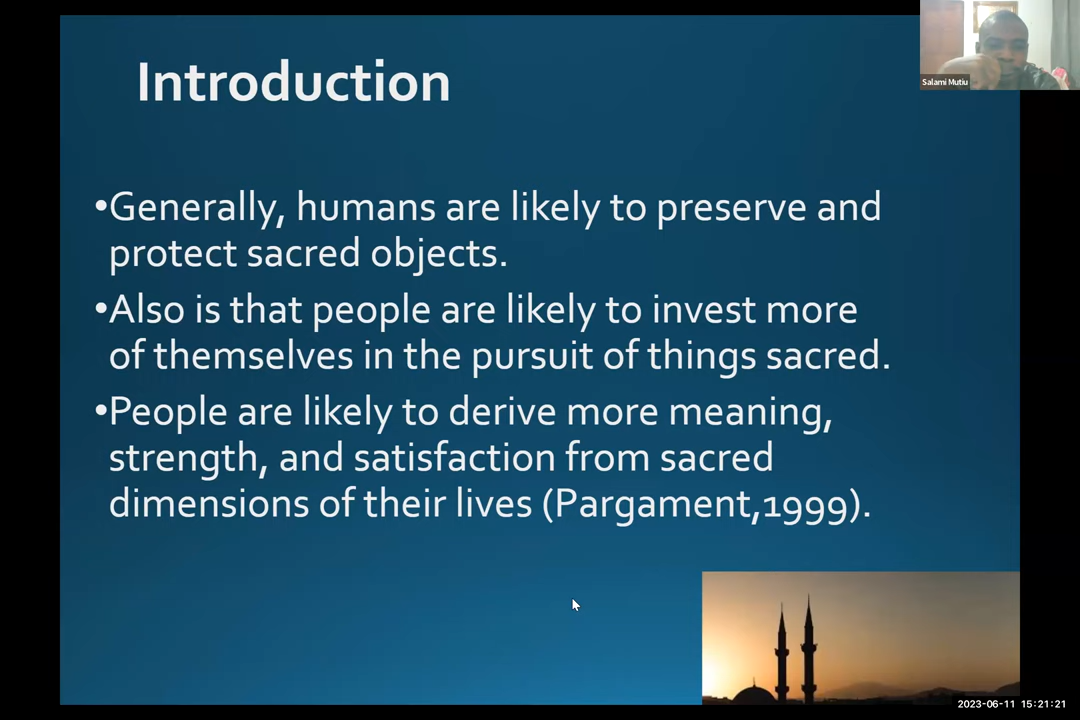 Introduction
Salami Mutiu
•Generally, humans are likely to preserve and
protect sacred objects.
•Also is that people are likely to invest more
of themselves in the pursuit of things sacred.
•People are likely to derive more meaning,
strength, and satisfaction from sacred
dimensions of their lives (Pargament,1999).
2023-06-11 15:21:21